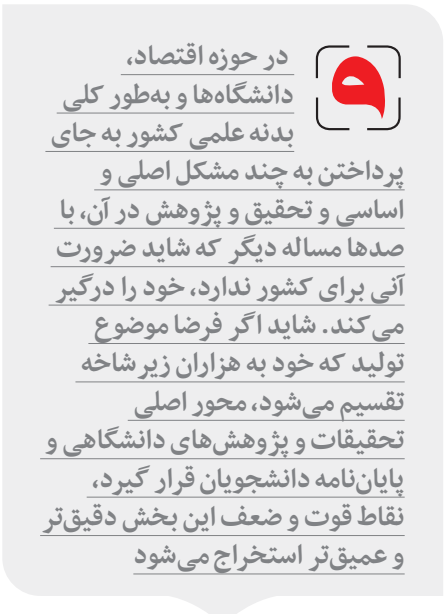 در حوزه اقتصاد،
دانشگاه‌ها و به‌طور کلی
بدنه علمی کشور به جای
پرداختن به چند مشکل اصلی و
اساسی و تحقیق و پژوهش در آن، با
صدها مساله دیگر که شاید ضرورت
آنی برای کشور ندارد، خود را درگیر
می‌کند. شاید اگر فرضا موضوع
تولید که خود به هزاران زیرشاخه
تقسیم می‌شود، محور اصلی
تحقیقات و پژوهش‌های دانشگاهی و
پایان‌نامه دانشجویان قرار گیرد،
نقاط قوت و ضعف این بخش دقیق‌تر
و عمیق‌تر استخراج می‌شود